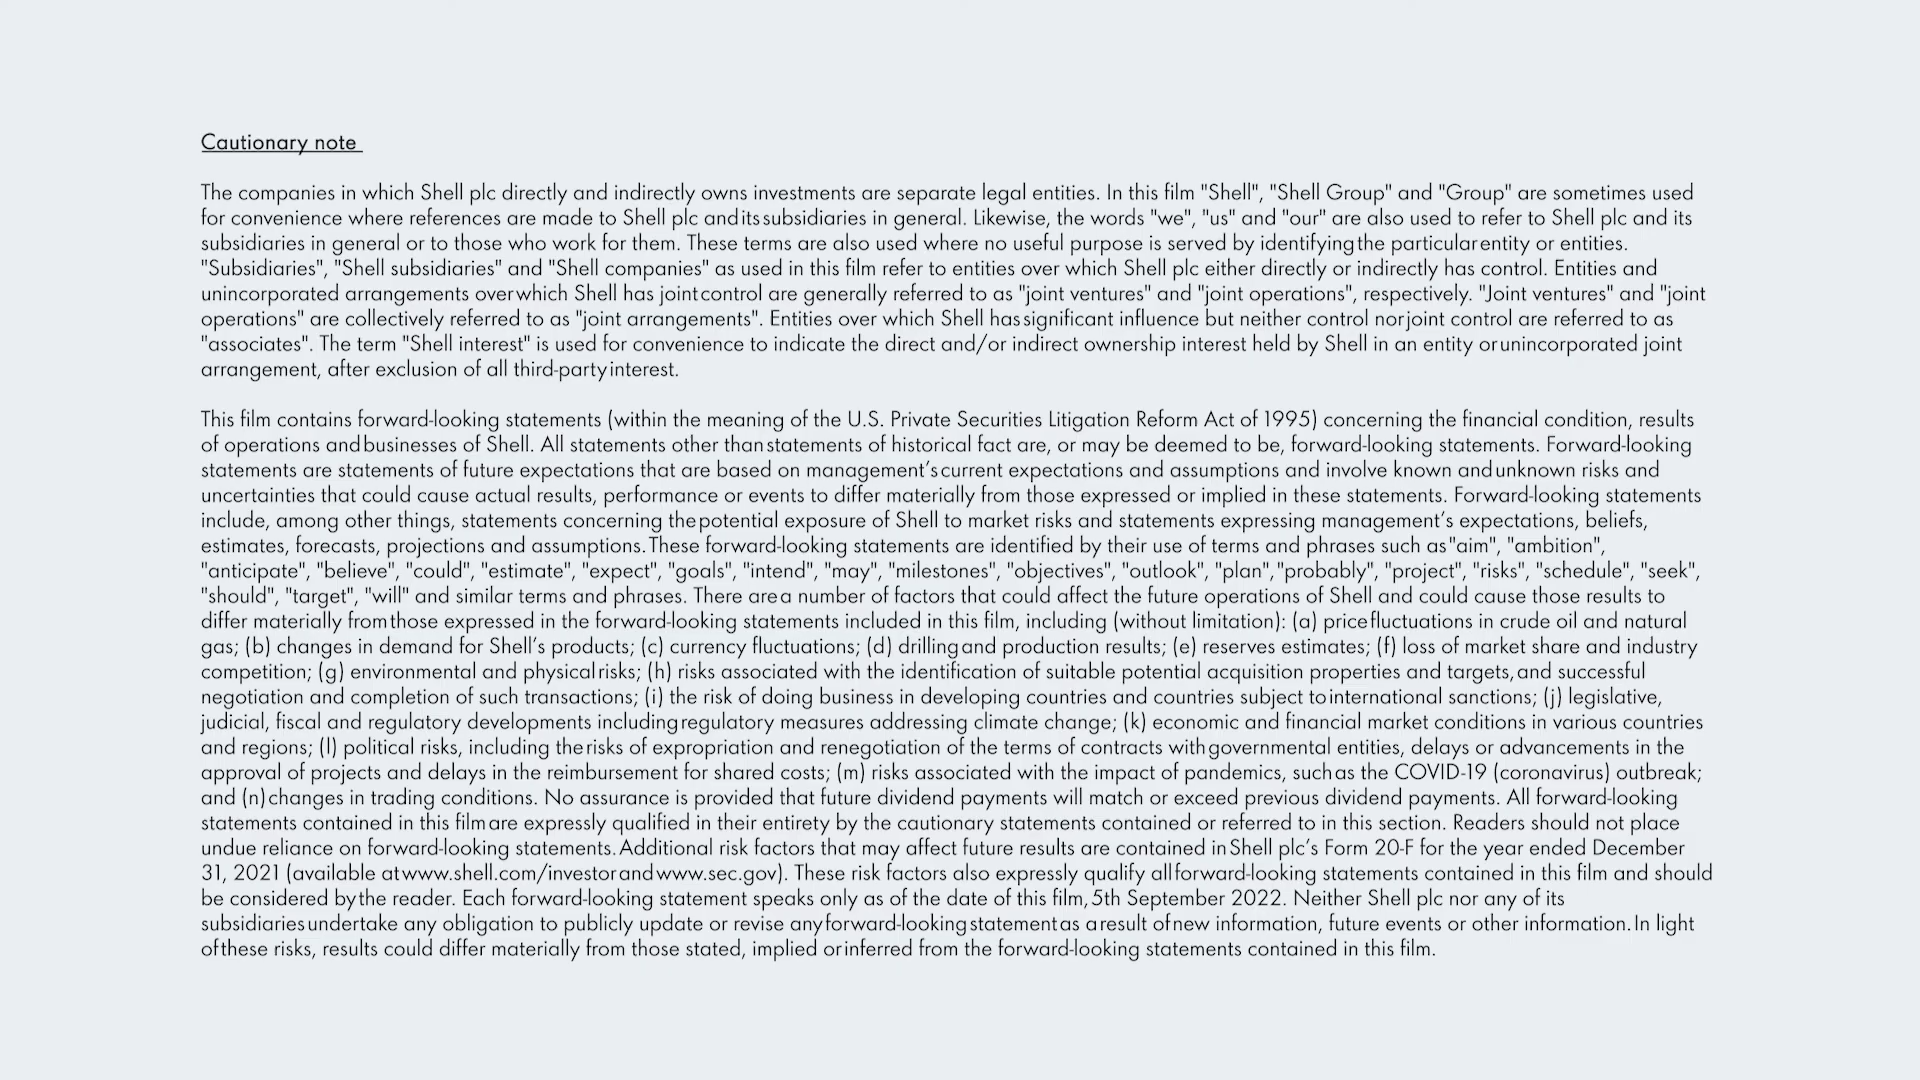 Cautionary note
The companies in which Shell plc directly and indirectly owns investments are separate legal entities. In this film "Shell", "Shell Group" and "Group" are sometimes used
for convenience where references are made to Shell plc and its subsidiaries in general. Likewise, the words "we", "us" and "our" are also used to refer to Shell plc and its
subsidiaries in general or to those who work for them. These terms are also used where no useful purpose is served by identifying the particular entity or entities.
"Subsidiaries", "Shell subsidiaries" and "Shell companies" as used in this film refer to entities over which Shell plc either directly or indirectly has control. Entities and
unincorporated arrangements over which Shell has joint control are generally referred to as "joint ventures" and "joint operations", respectively. "Joint ventures" and "joint
operations" are collectively referred to as "joint arrangements". Entities over which Shell has significant influence but neither control nor joint control are referred to as
"associates". The term "Shell interest" is used for convenience to indicate the direct and/or indirect ownership interest held by Shell in an entity or unincorporated joint
arrangement, after exclusion of all third-party interest.
This film contains forward-looking statements (within the meaning of the U.S. Private Securities Litigation Reform Act of 1995) concerning the financial condition, results
of operations and businesses of Shell. All statements other than statements of historical fact are, or may be deemed to be, forward-looking statements. Forward-looking
statements are statements of future expectations that are based on management's current expectations and assumptions and involve known and unknown risks and
uncertainties that could cause actual results, performance or events to differ materially from those expressed or implied in these statements. Forward-looking statements
include, among other things, statements concerning the potential exposure of Shell to market risks and statements expressing management's expectations, beliefs,
estimates, forecasts, projections and assumptions. These forward-looking statements are identified by their use of terms and phrases such as "aim", "ambition",
"anticipate", "believe", "could", "estimate", "expect", "goals", "intend", "may", "milestones", "objectives", "outlook", "plan", "probably", "project", "risks", "schedule", "seek",
"should", "target", "will" and similar terms and phrases. There are a number of factors that could affect the future operations of Shell and could cause those results to
differ materially from those expressed in the forward-looking statements included in this film, including (without limitation): (a) price fluctuations in crude oil and natural
gas; (b) changes in demand for Shell's products; (c) currency fluctuations; (d) drilling and production results; (e) reserves estimates; (f) loss of market share and industry
competition; (g) environmental and physical risks; (h) risks associated with the identification of suitable potential acquisition properties and targets, and successful
negotiation and completion of such transactions; (i) the risk of doing business in developing countries and countries subject to international sanctions; (j) legislative,
judicial, fiscal and regulatory developments including regulatory measures addressing climate change; (k) economic and financial market conditions in various countries
and regions; (l) political risks, including the risks of expropriation and renegotiation of the terms of contracts with governmental entities, delays or advancements in the
approval of projects and delays in the reimbursement for shared costs; (m) risks associated with the impact of pandemics, such as the COVID-19 (coronavirus) outbreak;
and (n) changes in trading conditions. No assurance is provided that future dividend payments will match or exceed previous dividend payments. All forward-looking
statements contained in this film are expressly qualified in their entirety by the cautionary statements contained or referred to in this section. Readers should not place
undue reliance on forward-looking statements. Additional risk factors that may affect future results are contained in Shell plc's Form 20-F for the year ended December
31, 2021 (available at www.shell.com/investor and www.sec.gov). These risk factors also expressly qualify all forward-looking statements contained in this film and should
be considered by the reader. Each forward-looking statement speaks only as of the date of this film, 5th September 2022. Neither Shell plc nor any of its
subsidiaries undertake any obligation to publicly update or revise any forward-looking statement as a result of new information, future events or other information. In light
of these risks, results could differ materially from those stated, implied or inferred from the forward-looking statements contained in this film.